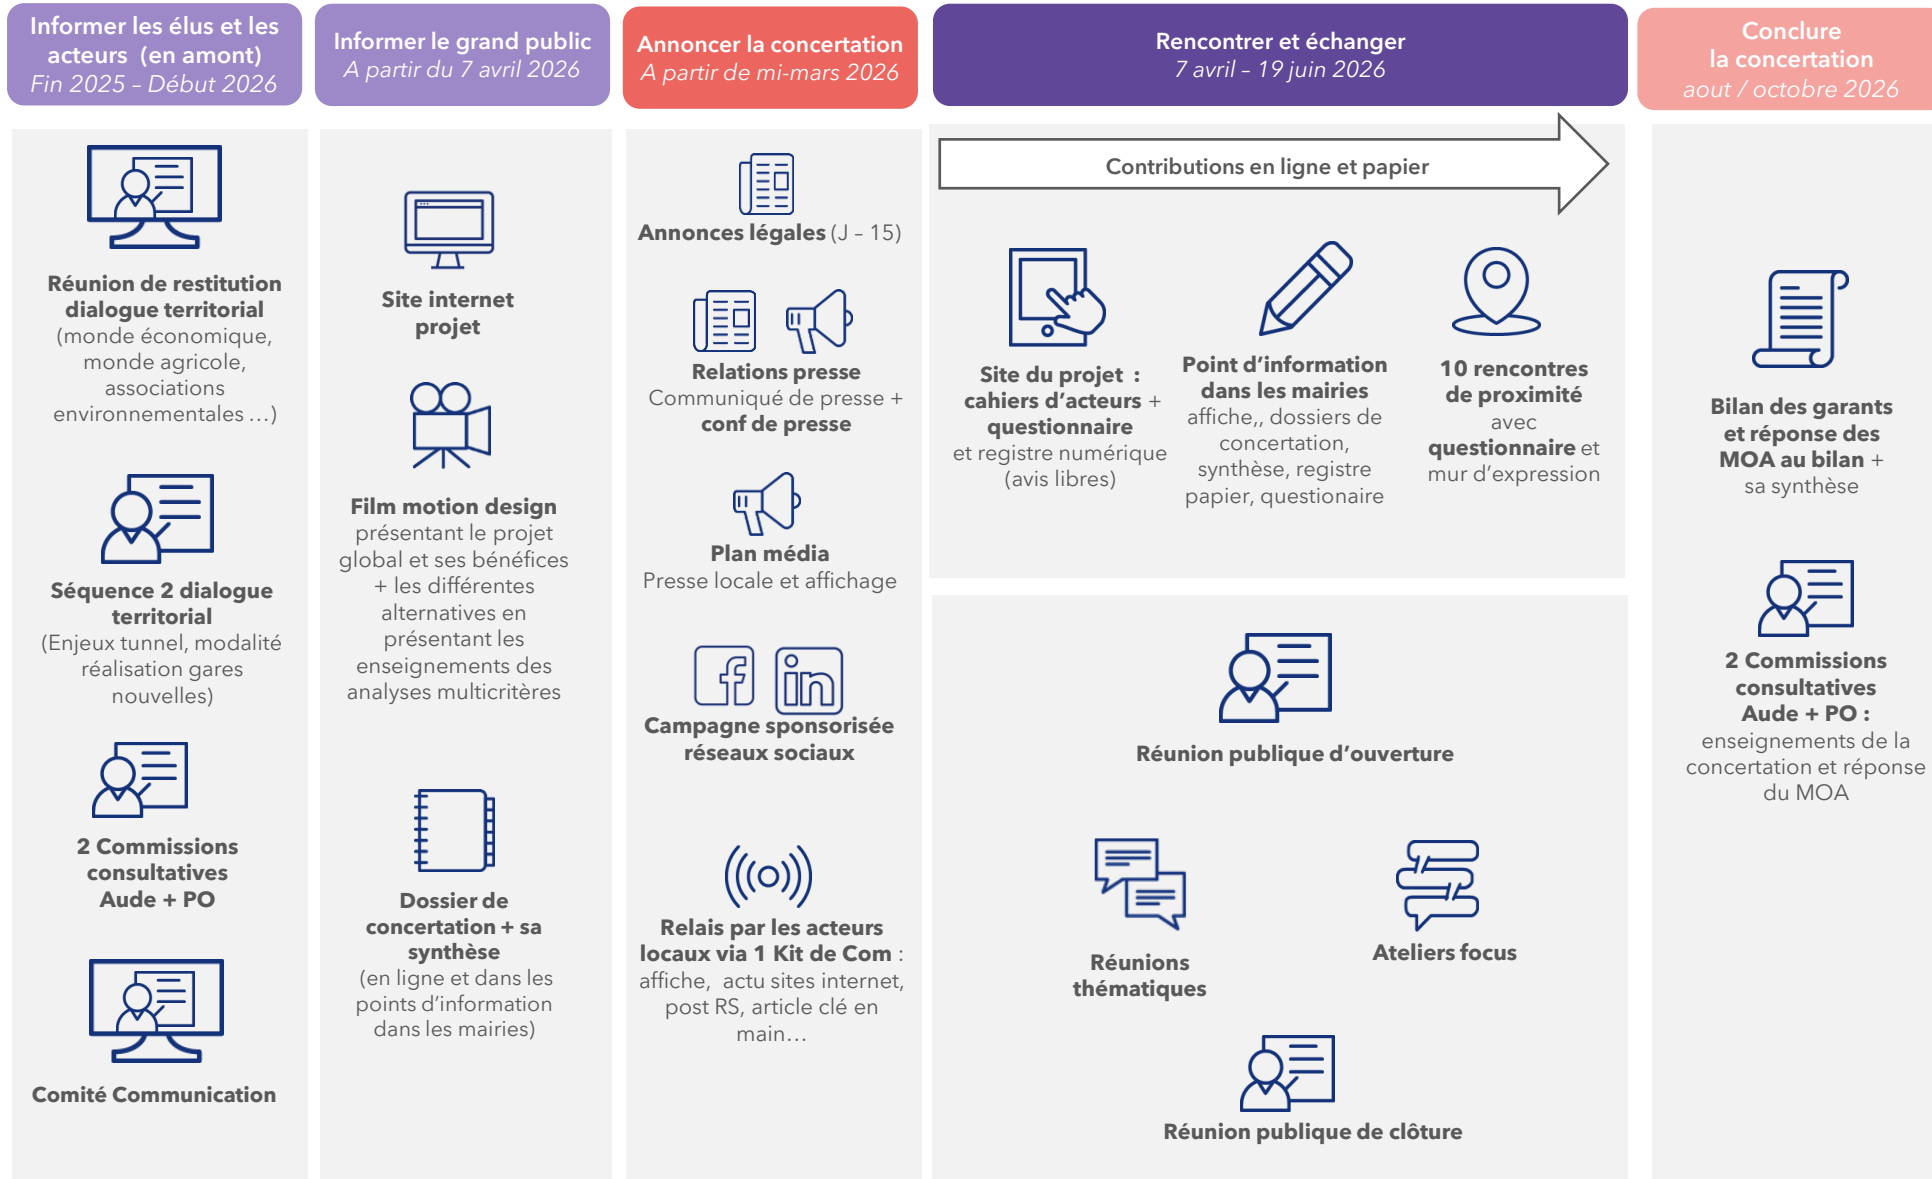 Informer les élus et les
acteurs (en amont)
Fin 2025 – Début 2026
Informer le grand public
A partir du 7 avril 2026
Annoncer la concertation
A partir de mi-mars 2026
Rencontrer et échanger
7 avril – 19 juin 2026
Conclure
la concertation
aout / octobre 2026
Réunion de restitution
dialogue territorial
(monde économique,
monde agricole,
associations
environnementales …)
Séquence 2 dialogue
territorial
(Enjeux tunnel, modalité
réalisation gares
nouvelles)
2 Commissions
consultatives
Aude + PO
Comité Communication
Site internet
projet
Film motion design
présentant le projet
global et ses bénéfices
+ les différentes
alternatives en
présentant les
enseignements des
analyses multicritères
Dossier de
concertation + sa
synthèse
(en ligne et dans les
points d’information
dans les mairies)
Annonces légales (J – 15)
Relations presse
Communiqué de presse +
conf de presse
Plan média
Presse locale et affichage
Campagne sponsorisée
réseaux sociaux
Relais par les acteurs
locaux via 1 Kit de Com :
affiche, actu sites internet,
post RS, article clé en
main…
Contributions en ligne et papier
Site du projet :
cahiers d’acteurs +
questionnaire
et registre numérique
(avis libres)
Point d’information
dans les mairies
affiche,, dossiers de
concertation,
synthèse, registre
papier, questionaire
10 rencontres
de proximité
avec
questionnaire et
mur d’expression
Réunion publique d’ouverture
Réunions
thématiques
Ateliers focus
Réunion publique de clôture
Bilan des garants
et réponse des
MOA au bilan +
sa synthèse
2 Commissions
consultatives
Aude + PO :
enseignements de la
concertation et réponse
du MOA